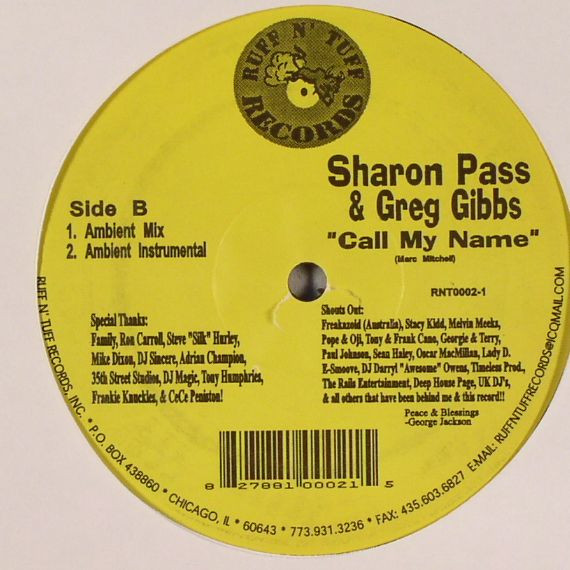 RUFF N' TUFF
RECORDS
Sharon Pass
& Greg Gibbs
"Call My Name"
(Marc Mitchell)
RNT0002-1
Side B
1. Ambient Mix
2. Ambient Instrumental
Special Thanks:
Family, Ron Carroll, Steve "Silk" Hurley,
Mike Dixon, DJ Sincere, Adrian Champion,
35th Street Studios, DJ Magic, Tony Humphries,
Frankie Knuckles, & CeCe Peniston!
Shouts Out:
Freakazoid (Australia), Stacy Kidd, Melvin Meeks,
Pope & Oji, Tony & Frank Cano, Georgie & Terry,
Paul Johnson, Sean Haley, Oscar MacMillan, Lady D.
E-Smoove, DJ Darryl "Awesome" Owens, Timeless Prod.,
The Rails Entertainment, Deep House Page, UK DJ's,
& all others that have been behind me & this record!!
Peace & Blessings
-George Jackson
8 27881 00021 5
RUFF N' TUFF RECORDS, INC. • P.O. BOX 438860 • CHICAGO, IL • 60643 • 773.931.3236 • FAX: 435.603.6827 E-MAIL: RUFFNTUFFRECORDS@ICQMAIL.COM